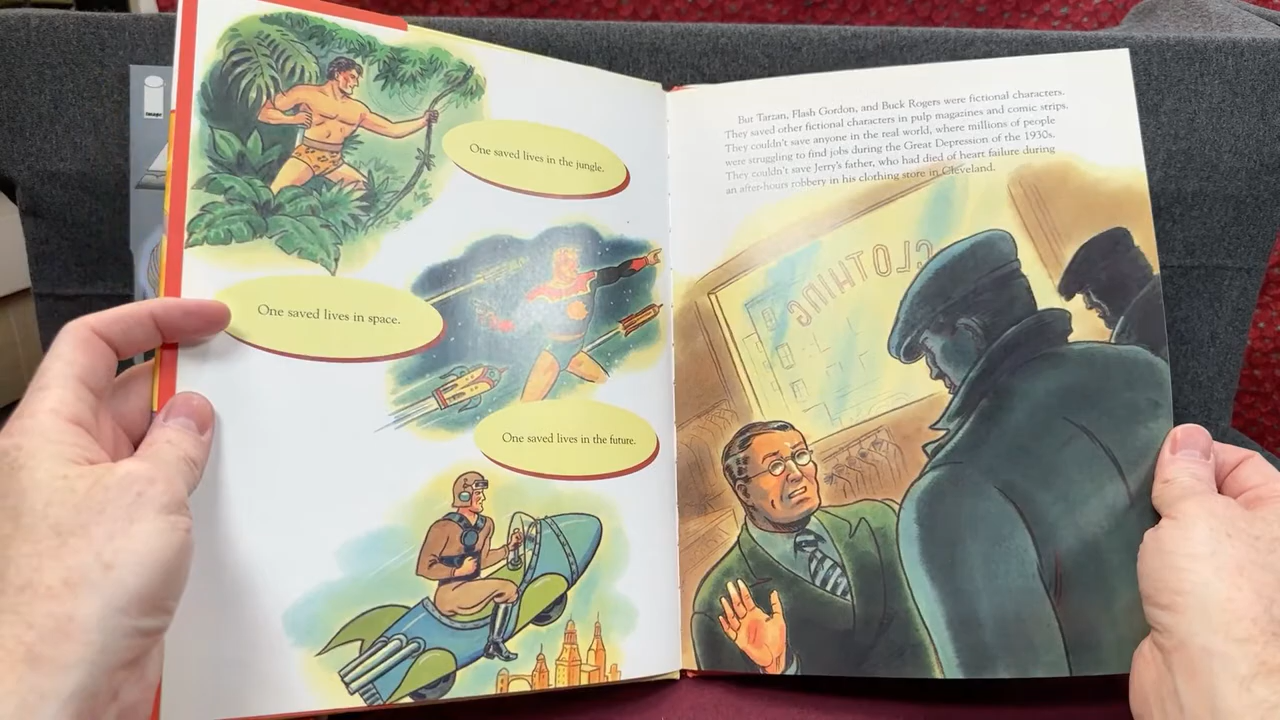 One saved lives in the jungle.
One saved lives in space.
One saved lives in the future.
But Tarzan, Flash Gordon, and Buck Rogers were fictional characters.
They saved other fictional characters in pulp magazines and comic strips.
They couldn't save anyone in the real world, where millions of people
were struggling to find jobs during the Great Depression of the 1930s.
They couldn't save Jerry's father, who had died of heart failure during
an after-hours robbery in his clothing store in Cleveland.
CLOTHING
image